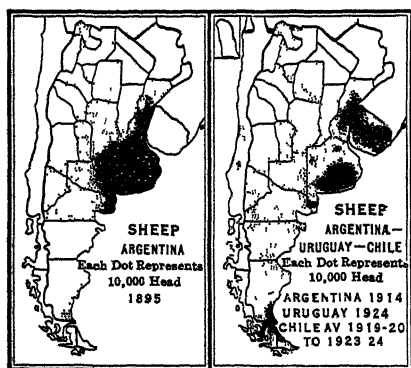 SHEEP
ARGENTINA
Each Dot Represents
10,000 Head
1895
SHEEP
ARGENTINA—
URUGUAY—CHILE
Each Dot Represents
10,000 Head
ARGENTINA 1914
URUGUAY 1924
CHILE AV 1919-20
TO 1923 24